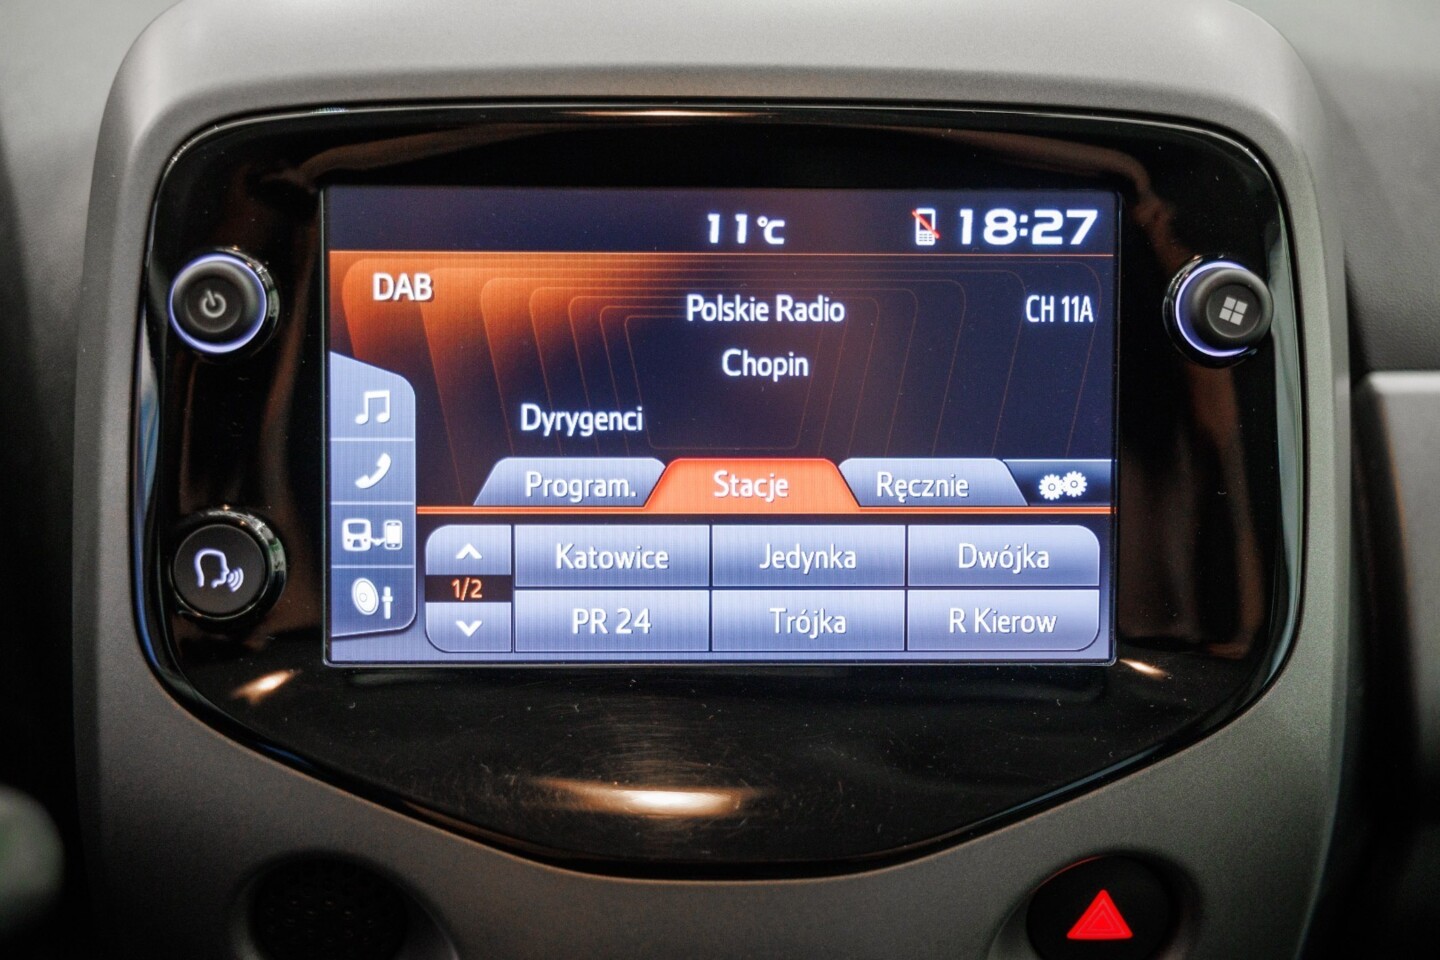 11°C 18:27
DAB
Polskie Radio CH 11A
Chopin
Dyrygenci
Program. Stacje Ręcznie
Katowice Jedynka Dwójka
1/2
PR 24 Trójka R Kierow